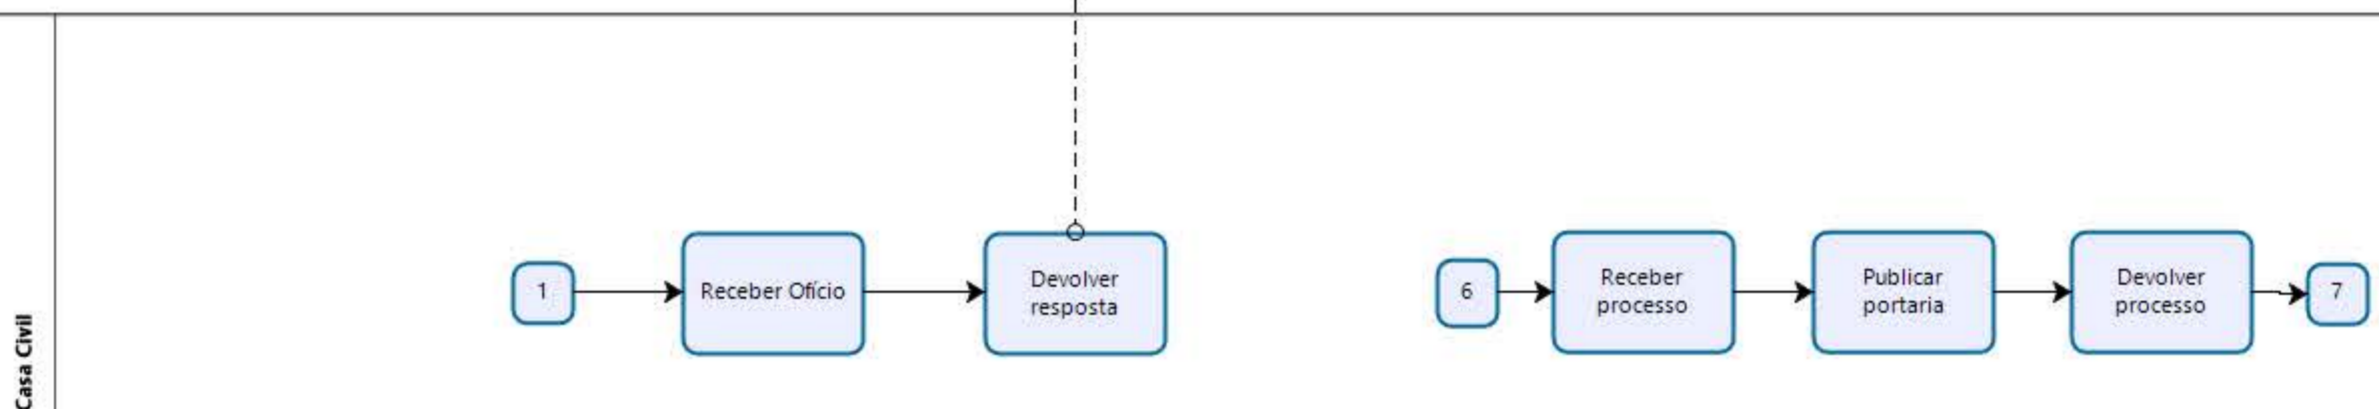 Casa Civil
1
Receber Ofício
Devolver
resposta
6
Receber
processo
Publicar
portaria
Devolver
processo
7